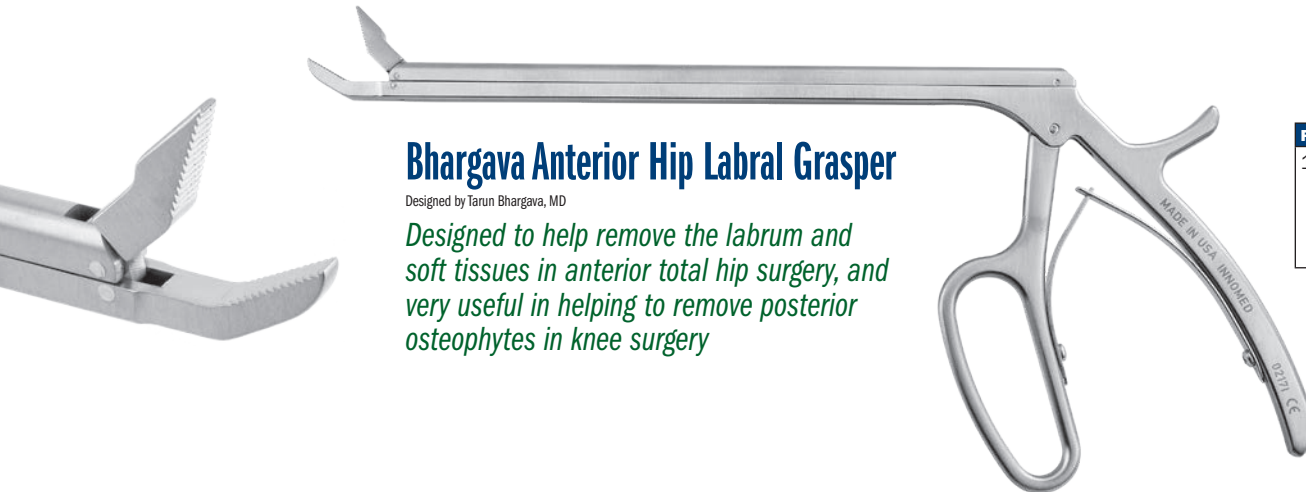 Bhargava Anterior Hip Labral Grasper
Designed by Tarun Bhargava, MD
Designed to help remove the labrum and
soft tissues in anterior total hip surgery, and
very useful in helping to remove posterior
osteophytes in knee surgery
MADE IN USA INNOMED
0217I CE